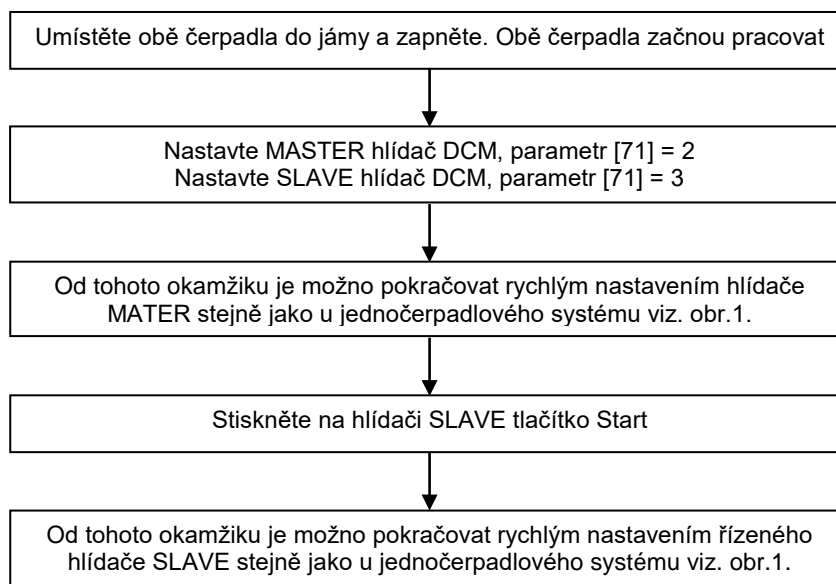 Umístěte obě čerpadla do jámy a zapněte. Obě čerpadla začnou pracovat
Nastavte MASTER hlídač DCM, parametr [71] = 2
Nastavte SLAVE hlídač DCM, parametr [71] = 3
Od tohoto okamžiku je možno pokračovat rychlým nastavením hlídače
MATER stejně jako u jednočerpadlového systému viz. obr.1.
Stiskněte na hlídači SLAVE tlačítko Start
Od tohoto okamžiku je možno pokračovat rychlým nastavením řízeného
hlídače SLAVE stejně jako u jednočerpadlového systému viz. obr.1.